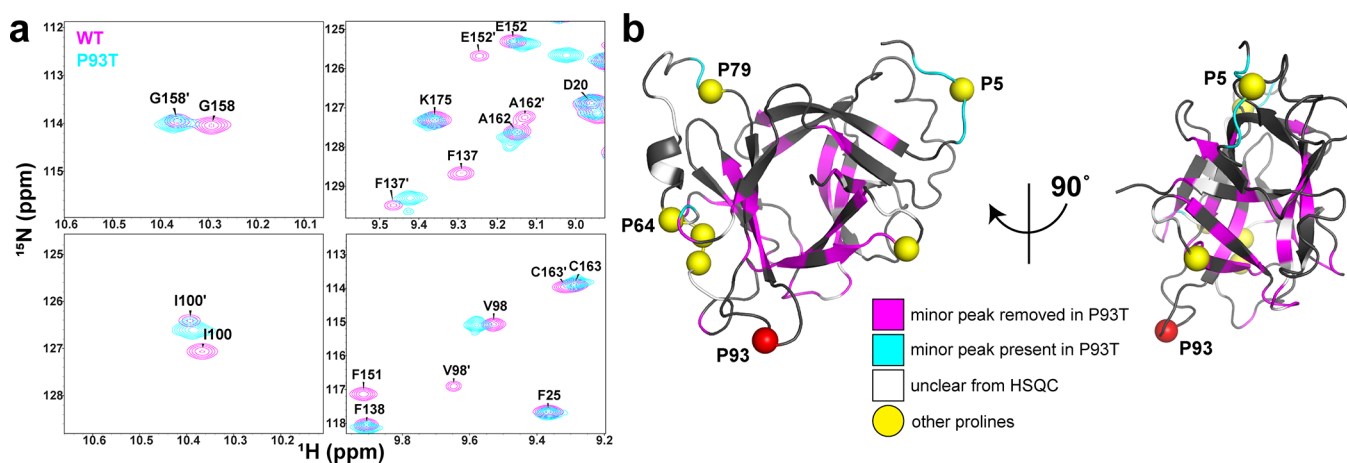 a
WT
P93T
G158'
G158
112
113
114
115
10.6
10.5
10.4
10.3
10.2
10.1
E152
E152'
K175
A162'
A162
D20
F137
F137'
125
126
127
128
129
9.5
9.4
9.3
9.2
9.1
9.0
I100'
I100
125
126
127
128
10.6
10.5
10.4
10.3
10.2
C163'
C163
V98
V98'
F151
F138
F25
113
114
115
116
117
118
9.8
9.6
9.4
9.2
¹⁵N (ppm)
¹H (ppm)
b
P79
P5
P64
P93
90°
P5
P93
minor peak removed in P93T
minor peak present in P93T
unclear from HSQC
other prolines